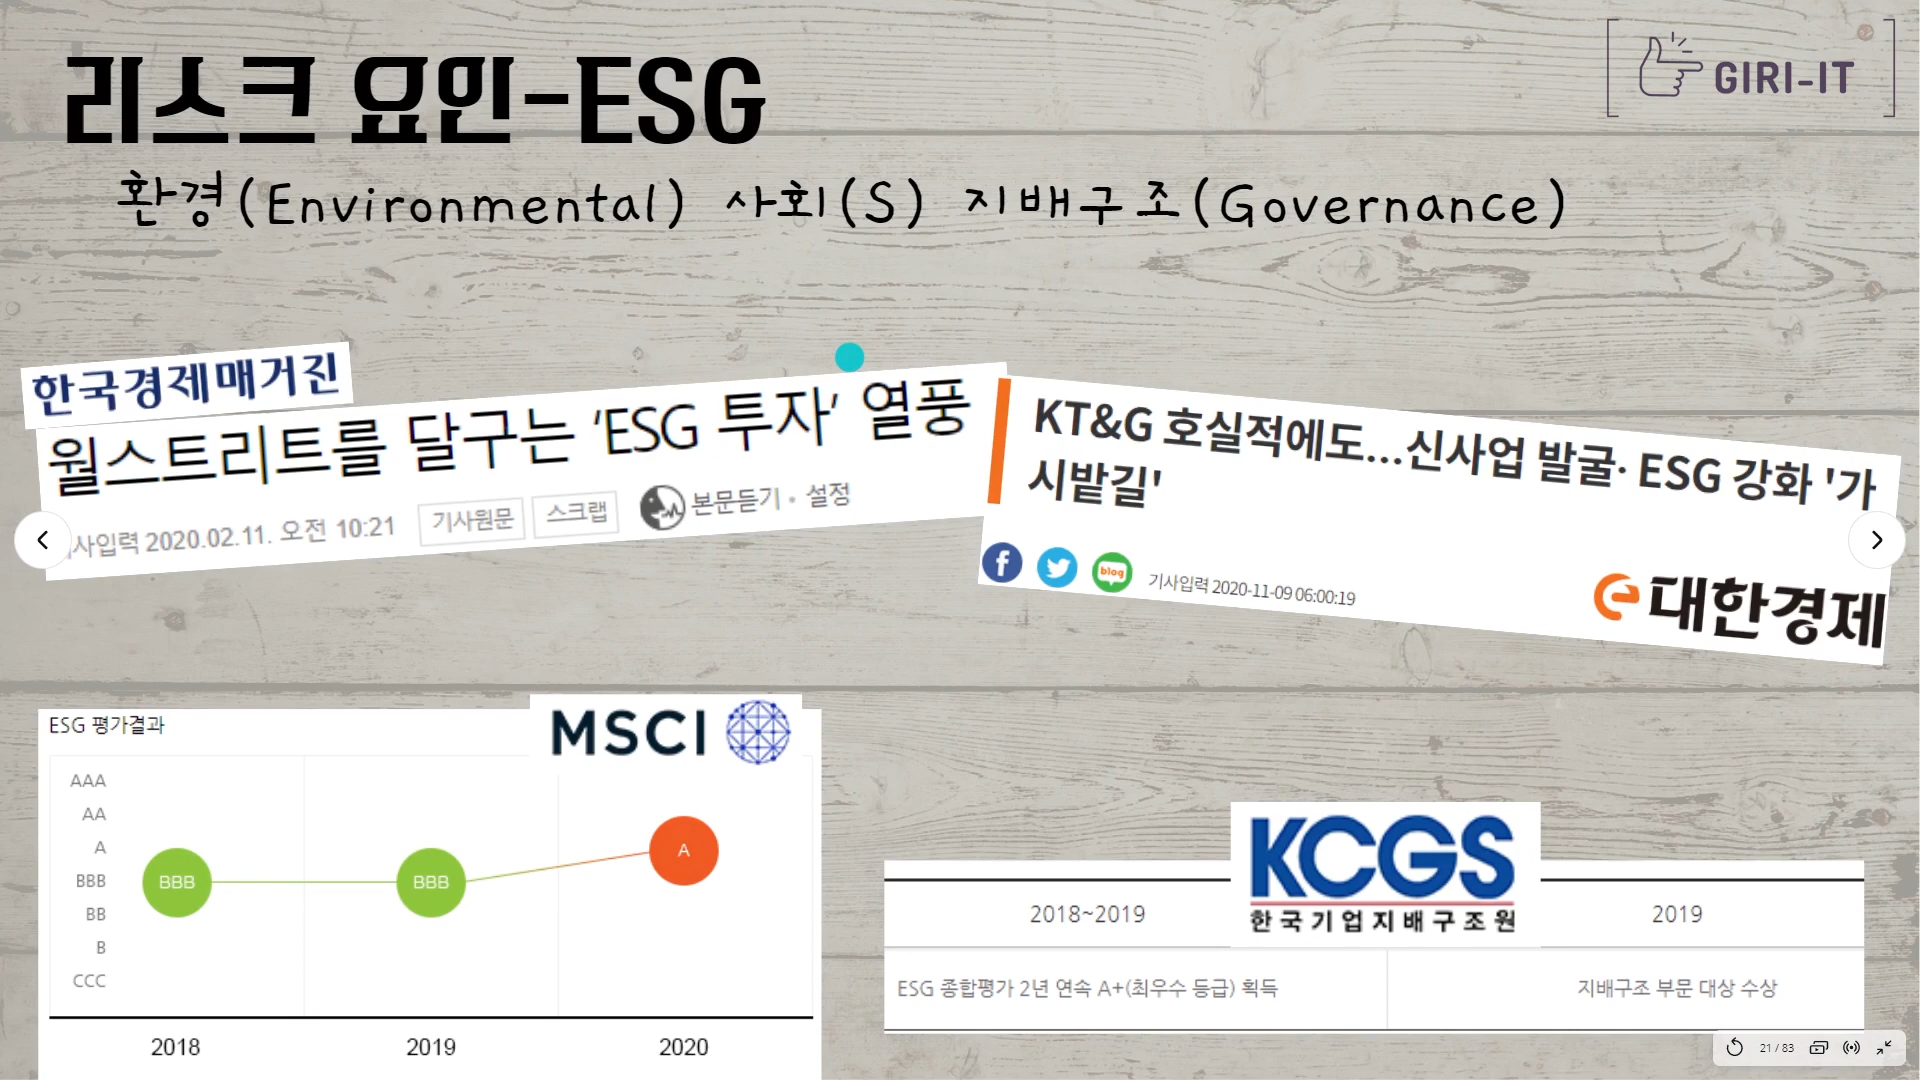 리스크 요인-ESG
GIRI-IT
환경(Environmental) 사회(S) 지배구조(Governance)
한국경제매거진
월스트리트를 달구는 ‘ESG 투자’ 열풍
사입력 2020.02.11. 오전 10:21 기사원문 스크랩 본문듣기 · 설정
KT&G 호실적에도...신사업 발굴· ESG 강화 '가
시밭길'
blog 기사입력 2020-11-09 06:00:19
대한경제
ESG 평가결과
MSCI
AAA
AA
A
BBB
BB
B
CCC
BBB
BBB
A
2018 2019 2020
KCGS
한국기업지배구조원
2018~2019 2019
ESG 종합평가 2년 연속 A+(최우수 등급) 획득 지배구조 부문 대상 수상
21 / 83